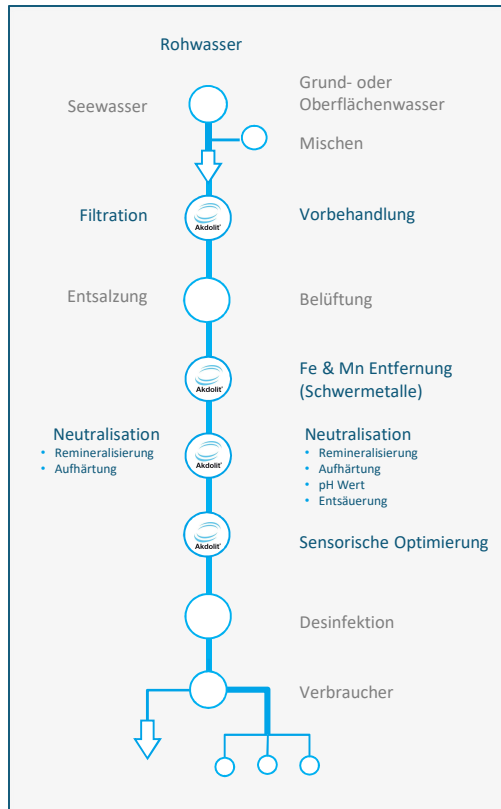 Rohwasser
Seewasser
Grund- oder
Oberflächenwasser
Mischen
Filtration
Akdolit®
Vorbehandlung
Entsalzung
Belüftung
Akdolit®
Fe & Mn Entfernung
(Schwermetalle)
Neutralisation
• Remineralisierung
• Aufhärtung
Akdolit®
Neutralisation
• Remineralisierung
• Aufhärtung
• pH Wert
• Entsäuerung
Akdolit®
Sensorische Optimierung
Desinfektion
Verbraucher